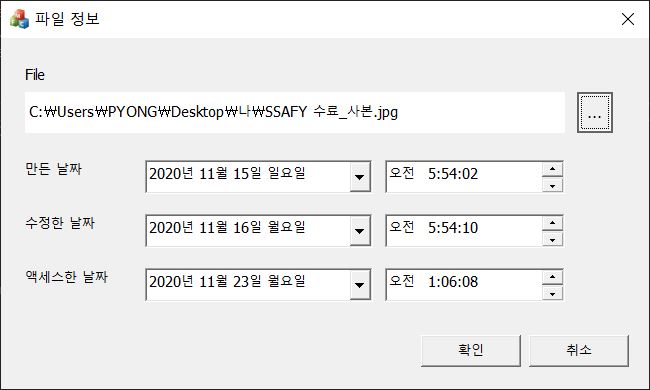 파일 정보
File
C:₩Users₩PYONG₩Desktop₩나₩SSAFY 수료_사본.jpg
...
만든 날짜 2020년 11월 15일 일요일 오전 5:54:02
수정한 날짜 2020년 11월 16일 월요일 오전 5:54:10
액세스한 날짜 2020년 11월 23일 월요일 오전 1:06:08
확인 취소